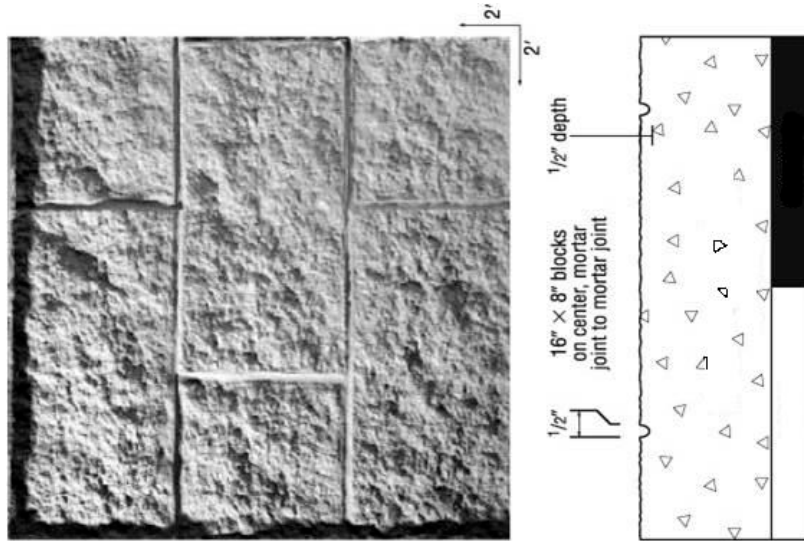 2'
2'
1/2" depth
16" × 8" blocks
on center, mortar
joint to mortar joint
1/2"